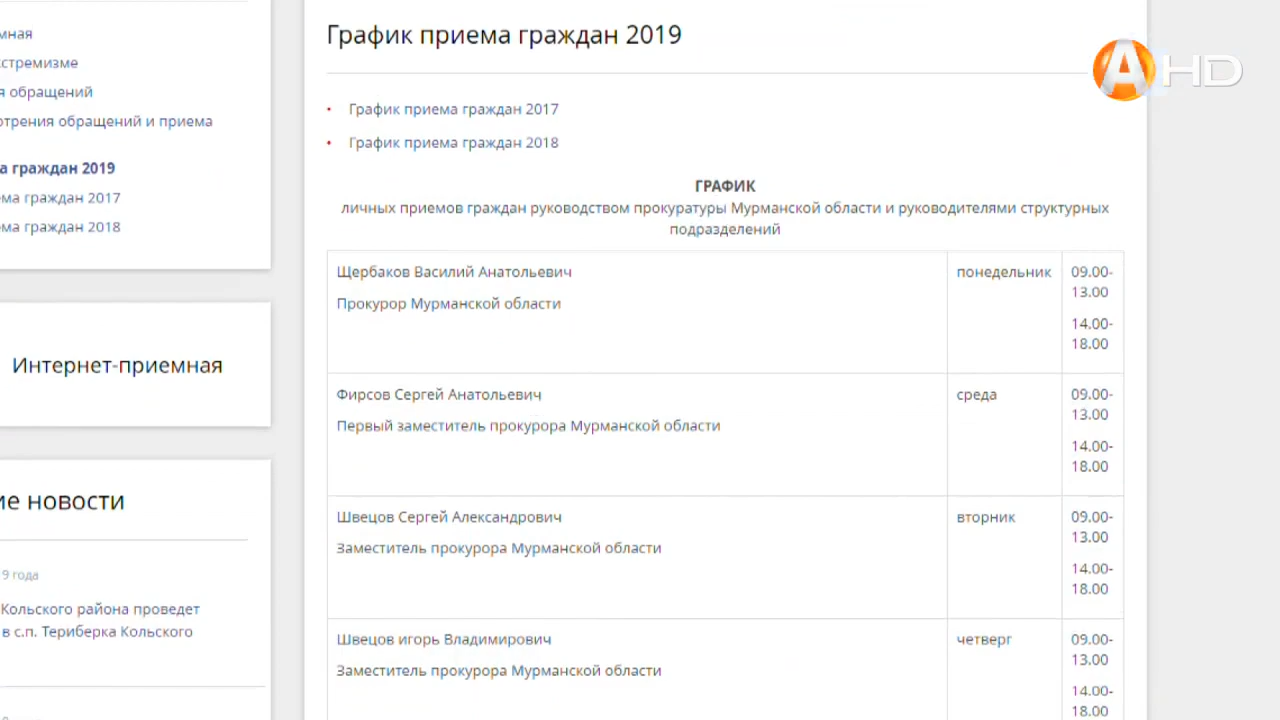 мная
стремизме
я обращений
отрения обращений и приема
а граждан 2019
ма граждан 2017
ма граждан 2018
Интернет-приемная
ие новости
9 года
Кольского района проведет
в с.п. Териберка Кольского
График приема граждан 2019
• График приема граждан 2017
• График приема граждан 2018
ГРАФИК
личных приемов граждан руководством прокуратуры Мурманской области и руководителями структурных
подразделений
Щербаков Василий Анатольевич
Прокурор Мурманской области
понедельник
09.00-
13.00
14.00-
18.00
Фирсов Сергей Анатольевич
Первый заместитель прокурора Мурманской области
среда
09.00-
13.00
14.00-
18.00
Швецов Сергей Александрович
Заместитель прокурора Мурманской области
вторник
09.00-
13.00
14.00-
18.00
Швецов игорь Владимирович
Заместитель прокурора Мурманской области
четверг
09.00-
13.00
14.00-
18.00
А HD